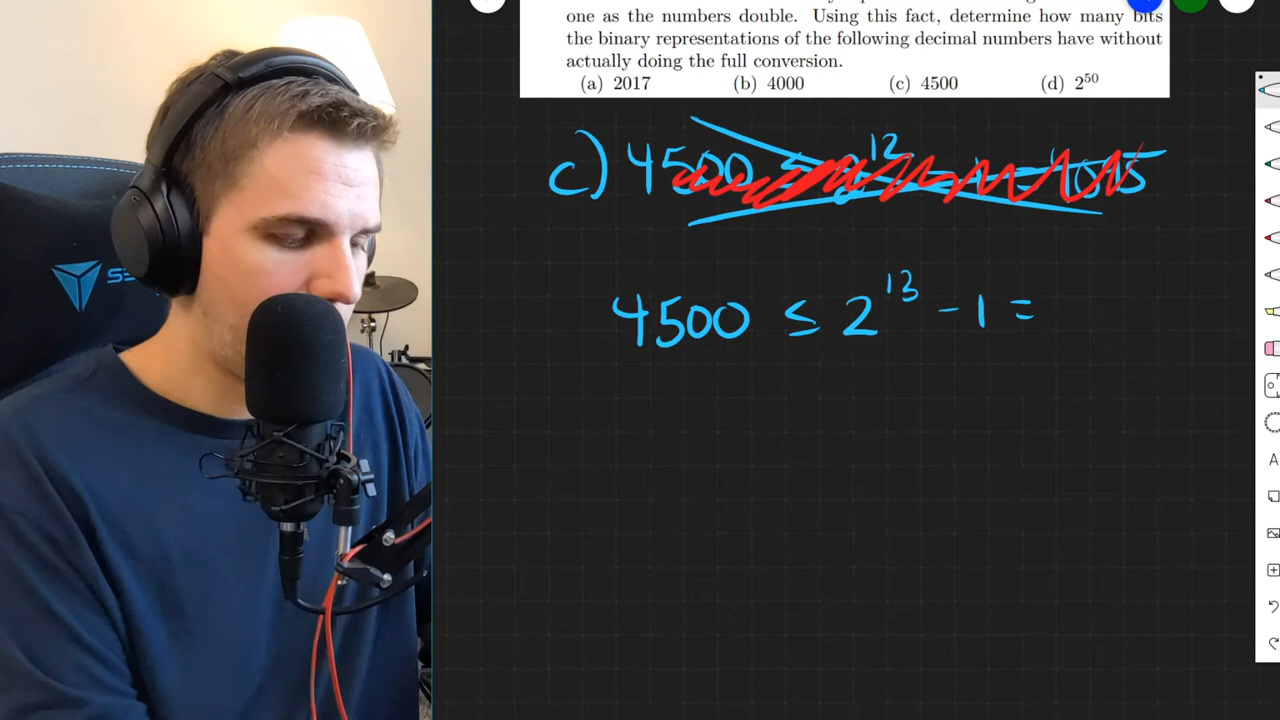 one as the numbers double. Using this fact, determine how many bits
the binary representations of the following decimal numbers have without
actually doing the full conversion.
(a) 2017 (b) 4000 (c) 4500 (d) 2^50
c) 4500 ≤
12
4500 ≤ 2^13 - 1 =
A